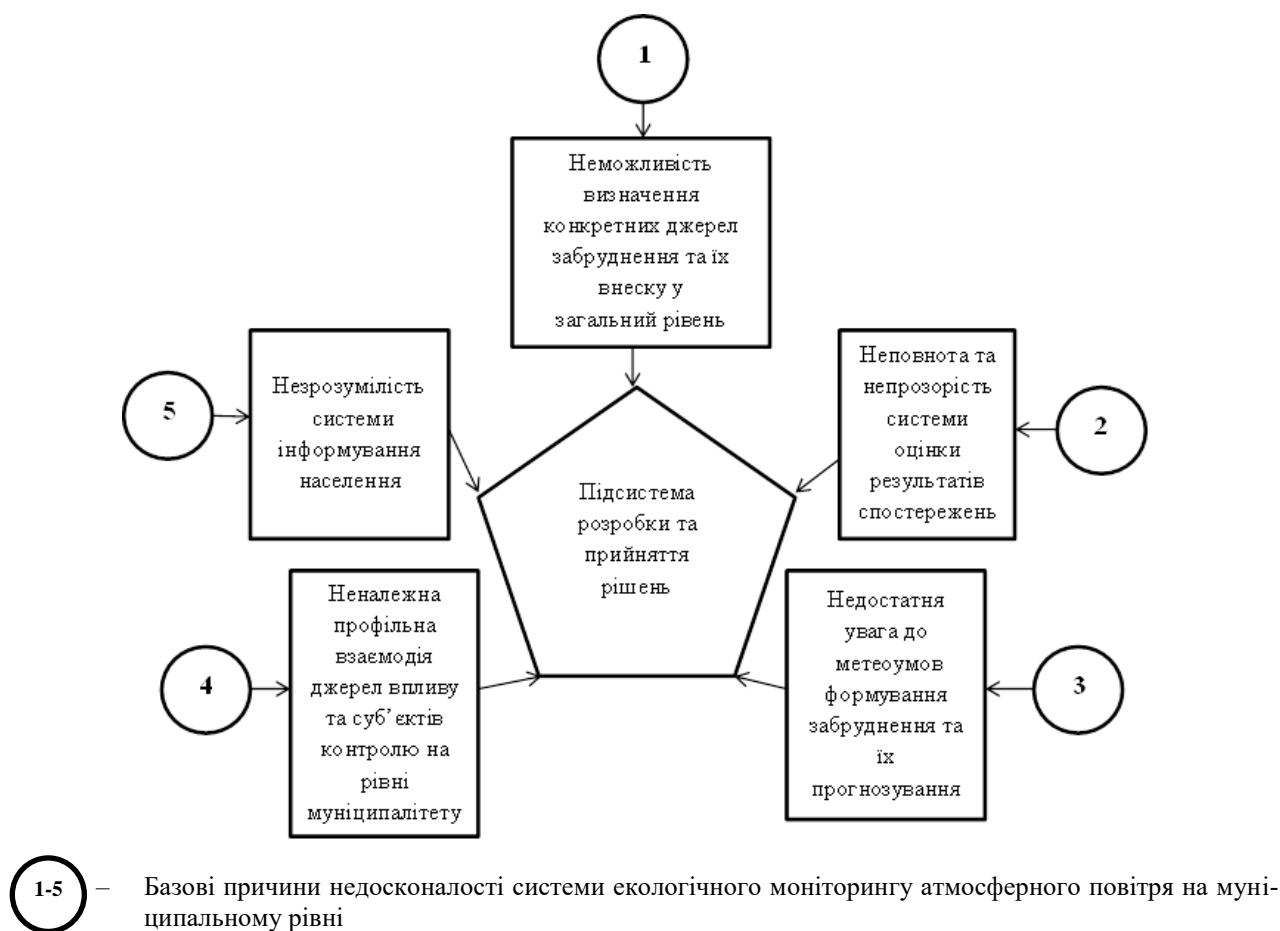 1
Неможливість
визначення
конкретних джерел
забруднення та їх
внеску у
загальний рівень
5
Незрозумілість
системи
інформування
населення
Неповнота та
непрозорість
системи
оцінки
результатів
спостережень
2
Підсистема
розробки та
прийняття
рішень
4
Неналежна
профільна
взаємодія
джерел впливу
та суб’єктів
контролю на
рівні
муніципалітету
Недостатня
увага до
метеоумов
формування
забруднення та
їх
прогнозування
3
1-5 – Базові причини недосконалості системи екологічного моніторингу атмосферного повітря на муні-
ципальному рівні